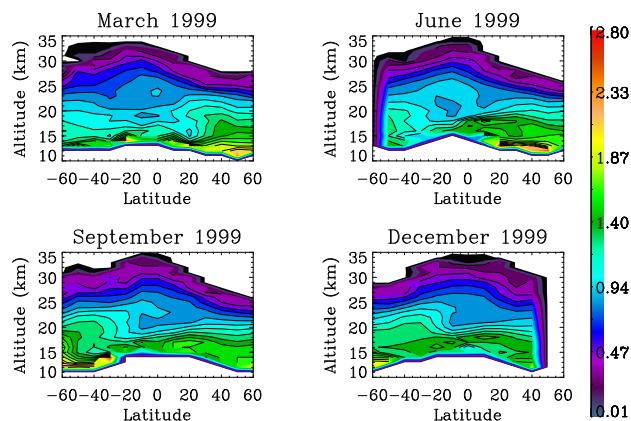 March 1999
June 1999
35
30
25
20
15
10
Altitude (km)
−60−40−20 0 20 40 60
Latitude
35
30
25
20
15
10
Altitude (km)
−60−40−20 0 20 40 60
Latitude
September 1999
December 1999
35
30
25
20
15
10
Altitude (km)
−60−40−20 0 20 40 60
Latitude
35
30
25
20
15
10
Altitude (km)
−60−40−20 0 20 40 60
Latitude
2.80
2.33
1.87
1.40
0.94
0.47
0.01